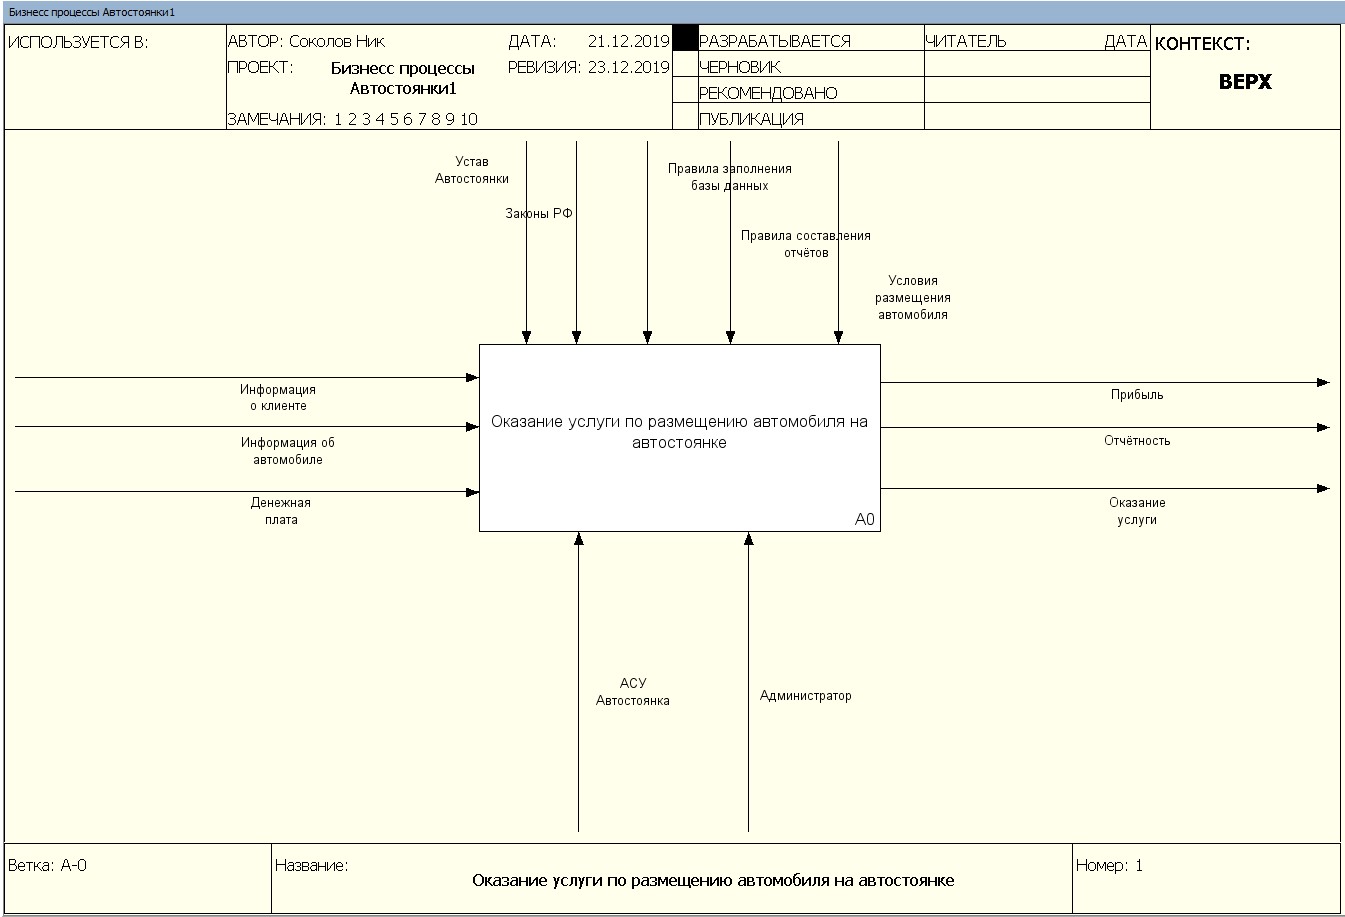 Бизнесс процессы Автостоянки1
ИСПОЛЬЗУЕТСЯ В:
АВТОР: Соколов Ник
ДАТА: 21.12.2019
ПРОЕКТ: Бизнесс процессы
Автостоянки1
РЕВИЗИЯ: 23.12.2019
ЗАМЕЧАНИЯ: 1 2 3 4 5 6 7 8 9 10
РАЗРАБАТЫВАЕТСЯ
ЧЕРНОВИК
РЕКОМЕНДОВАНО
ПУБЛИКАЦИЯ
ЧИТАТЕЛЬ ДАТА
КОНТЕКСТ:
ВЕРХ
Устав
Автостоянки
Законы РФ
Правила заполнения
базы данных
Правила составления
отчётов
Условия
размещения
автомобиля
Информация
о клиенте
Информация об
автомобиле
Денежная
плата
Оказание услуги по размещению автомобиля на
автостоянке
A0
Прибыль
Отчётность
Оказание
услуги
АСУ
Автостоянка
Администратор
Ветка: A-0
Название:
Оказание услуги по размещению автомобиля на автостоянке
Номер: 1